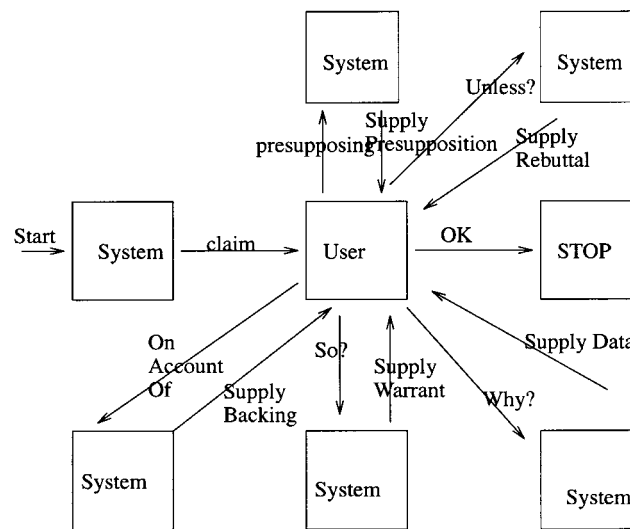 System
System
Unless?
presupposing
Supply
Presupposition
Supply
Rebuttal
Start
System
claim
User
OK
STOP
On
Account
Of
Supply
Backing
So?
Supply
Warrant
Why?
Supply Data
System
System
System